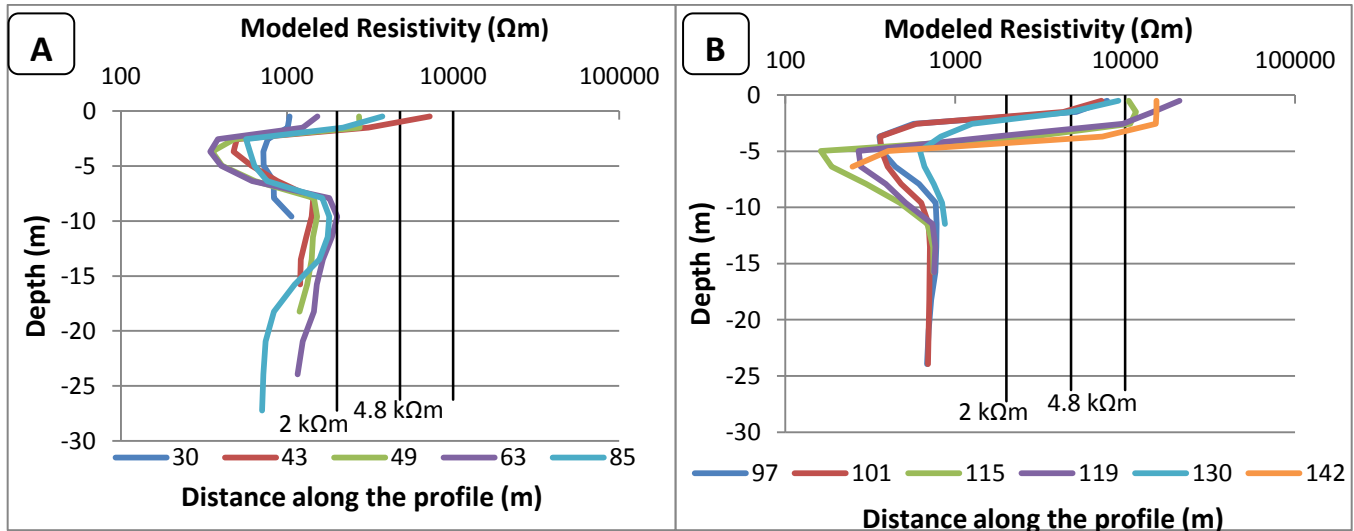 A
Modeled Resistivity (Ωm)
100 1000 10000 100000
0
-5
-10
-15
-20
-25
-30
Depth (m)
2 kΩm
4.8 kΩm
30 43 49 63 85
Distance along the profile (m)
B
Modeled Resistivity (Ωm)
100 1000 10000 100000
0
-5
-10
-15
-20
-25
-30
Depth (m)
2 kΩm
4.8 kΩm
97 101 115 119 130 142
Distance along the profile (m)